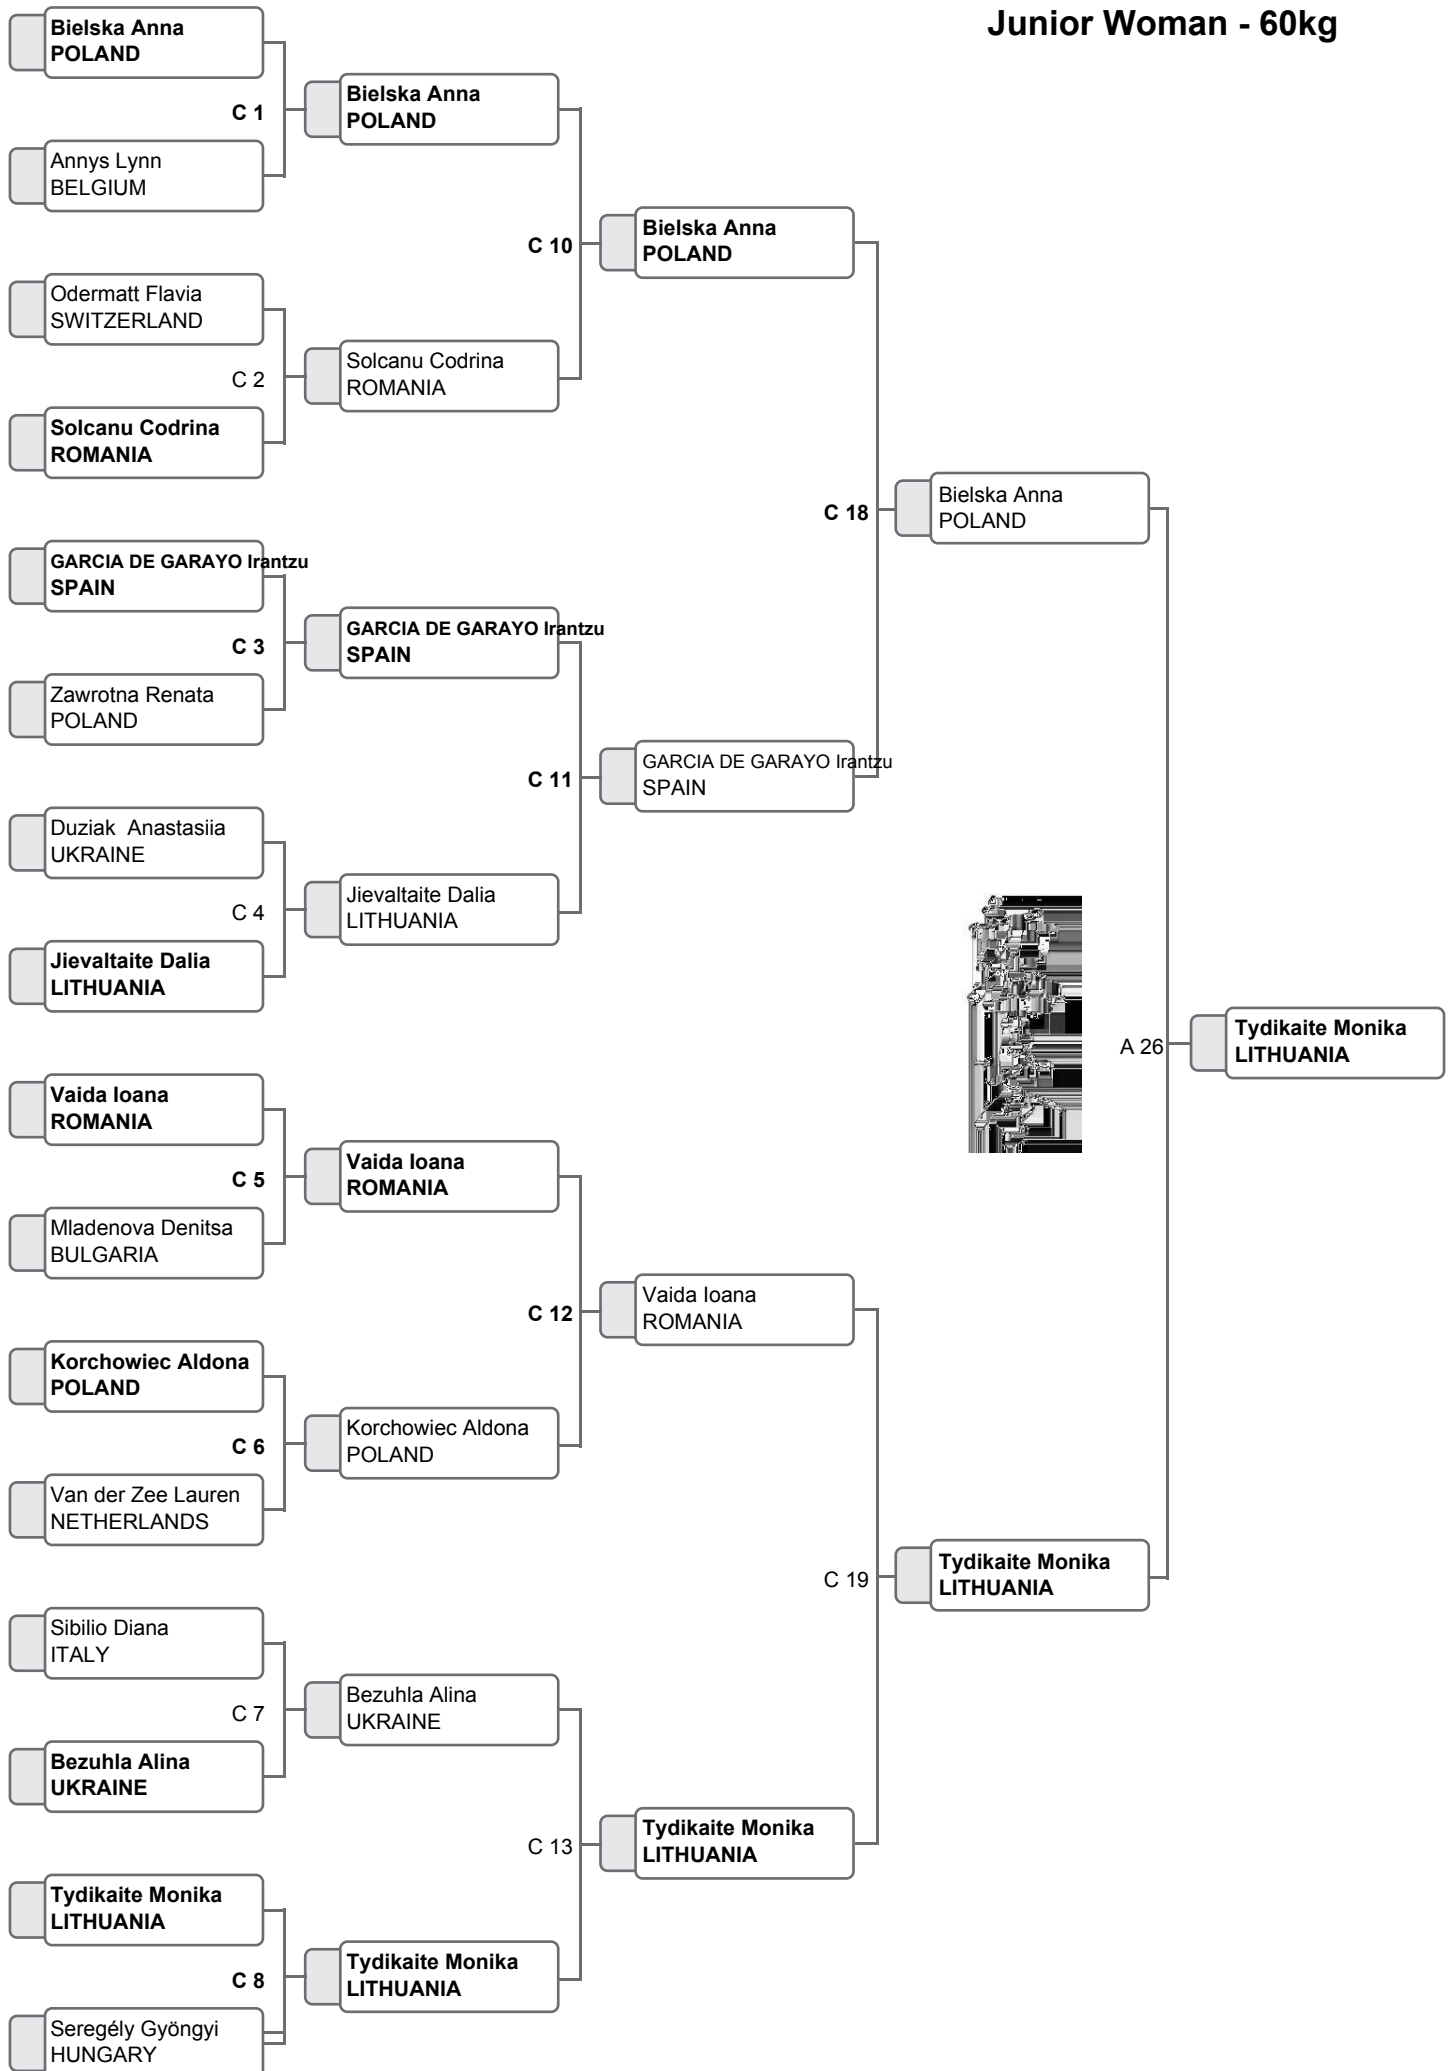 Junior Woman - 60kg
Bielska Anna
POLAND
C 1
Annys Lynn
BELGIUM
Bielska Anna
POLAND
Odermatt Flavia
SWITZERLAND
C 2
Solcanu Codrina
ROMANIA
Solcanu Codrina
ROMANIA
C 10
Bielska Anna
POLAND
GARCIA DE GARAYO Irantzu
SPAIN
C 3
Zawrotna Renata
POLAND
GARCIA DE GARAYO Irantzu
SPAIN
Duziak  Anastasiia
UKRAINE
C 4
Jievaltaite Dalia
LITHUANIA
Jievaltaite Dalia
LITHUANIA
C 11
GARCIA DE GARAYO Irantzu
SPAIN
C 18
Bielska Anna
POLAND
Vaida Ioana
ROMANIA
C 5
Mladenova Denitsa
BULGARIA
Vaida Ioana
ROMANIA
Korchowiec Aldona
POLAND
C 6
Van der Zee Lauren
NETHERLANDS
Korchowiec Aldona
POLAND
C 12
Vaida Ioana
ROMANIA
Sibilio Diana
ITALY
C 7
Bezuhla Alina
UKRAINE
Bezuhla Alina
UKRAINE
Tydikaite Monika
LITHUANIA
C 8
Seregély Gyöngyi
HUNGARY
Tydikaite Monika
LITHUANIA
C 13
Tydikaite Monika
LITHUANIA
C 19
Tydikaite Monika
LITHUANIA
A 26
Tydikaite Monika
LITHUANIA